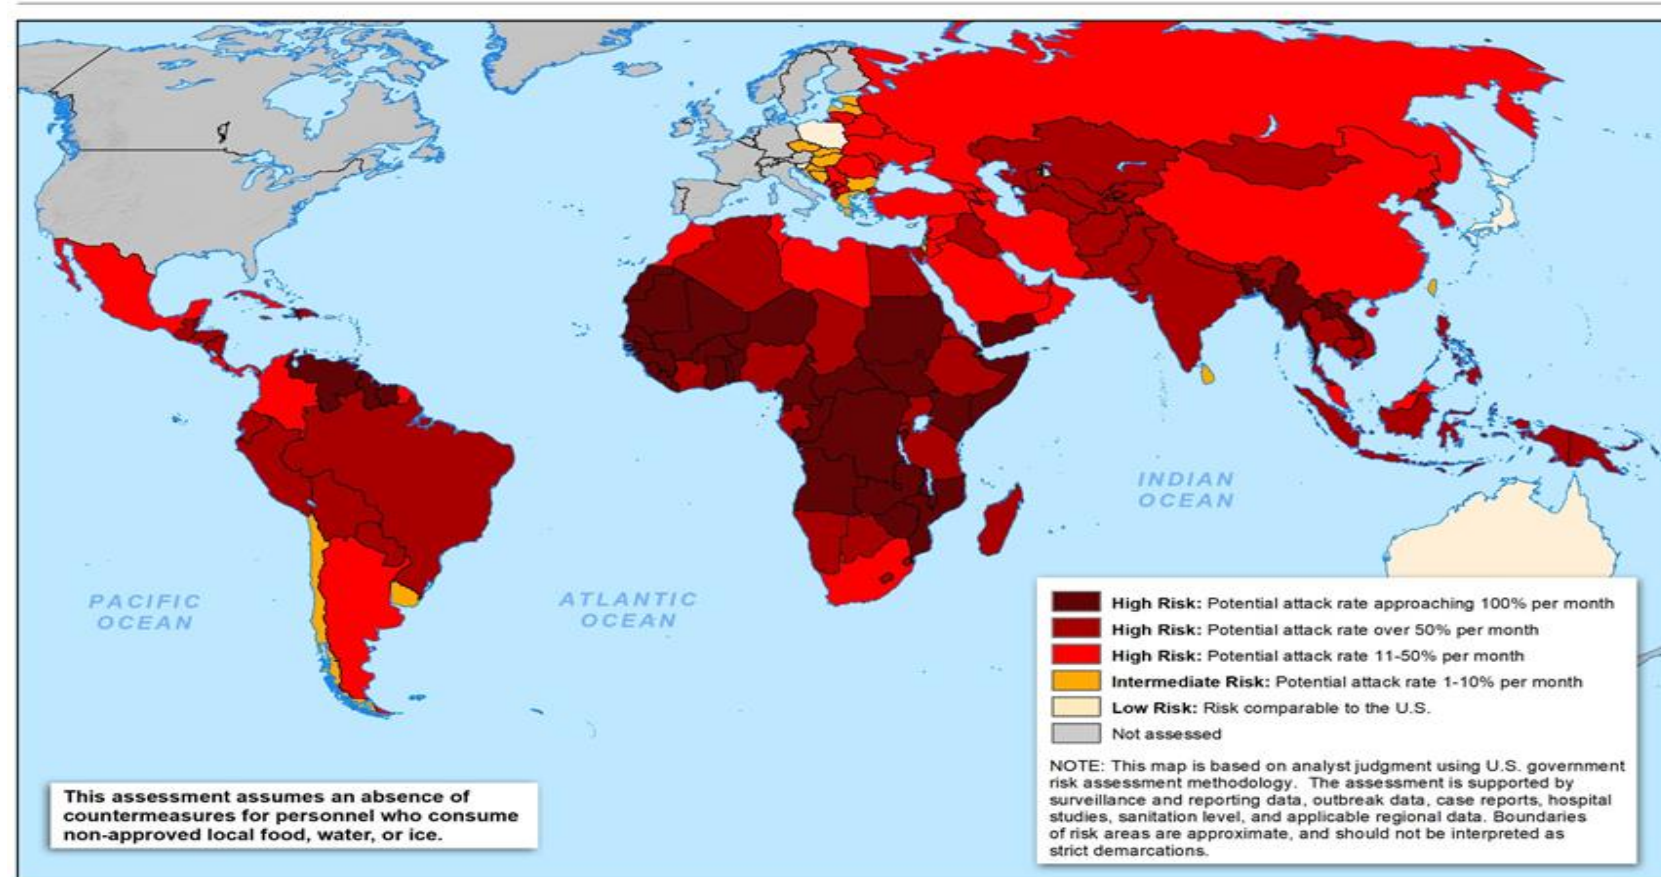 PACIFIC
OCEAN
ATLANTIC
OCEAN
INDIAN
OCEAN
This assessment assumes an absence of
countermeasures for personnel who consume
non-approved local food, water, or ice.
High Risk: Potential attack rate approaching 100% per month
High Risk: Potential attack rate over 50% per month
High Risk: Potential attack rate 11-50% per month
Intermediate Risk: Potential attack rate 1-10% per month
Low Risk: Risk comparable to the U.S.
Not assessed
NOTE: This map is based on analyst judgment using U.S. government
risk assessment methodology. The assessment is supported by
surveillance and reporting data, outbreak data, case reports, hospital
studies, sanitation level, and applicable regional data. Boundaries
of risk areas are approximate, and should not be interpreted as
strict demarcations.